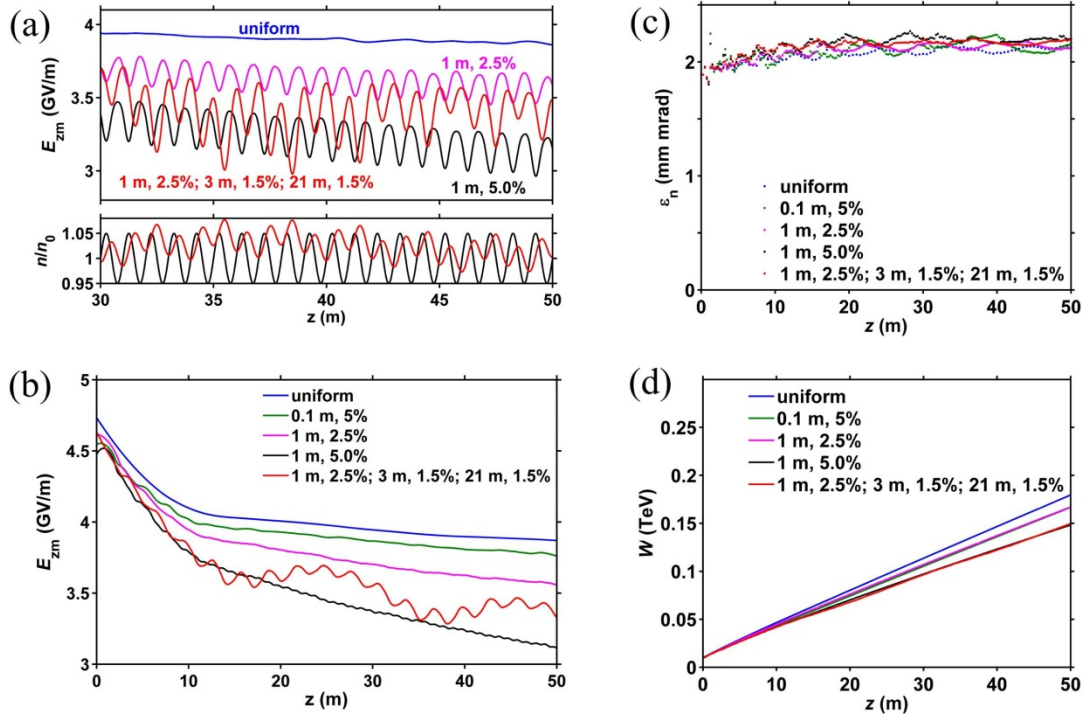 (a)
4
3.5
3
E_zm (GV/m)
uniform
1 m, 2.5%
1 m, 2.5%; 3 m, 1.5%; 21 m, 1.5%
1 m, 5.0%
1.05
1
0.95
n/n_0
30 35 40 45 50
z (m)
(b)
5
4.5
4
3.5
3
E_zm (GV/m)
uniform
0.1 m, 5%
1 m, 2.5%
1 m, 5.0%
1 m, 2.5%; 3 m, 1.5%; 21 m, 1.5%
0 10 20 30 40 50
z (m)
(c)
2
1
0
ε_n (mm mrad)
uniform
0.1 m, 5%
1 m, 2.5%
1 m, 5.0%
1 m, 2.5%; 3 m, 1.5%; 21 m, 1.5%
0 10 20 30 40 50
z (m)
(d)
0.25
0.2
0.15
0.1
0.05
0
W (TeV)
uniform
0.1 m, 5%
1 m, 2.5%
1 m, 5.0%
1 m, 2.5%; 3 m, 1.5%; 21 m, 1.5%
0 10 20 30 40 50
z (m)